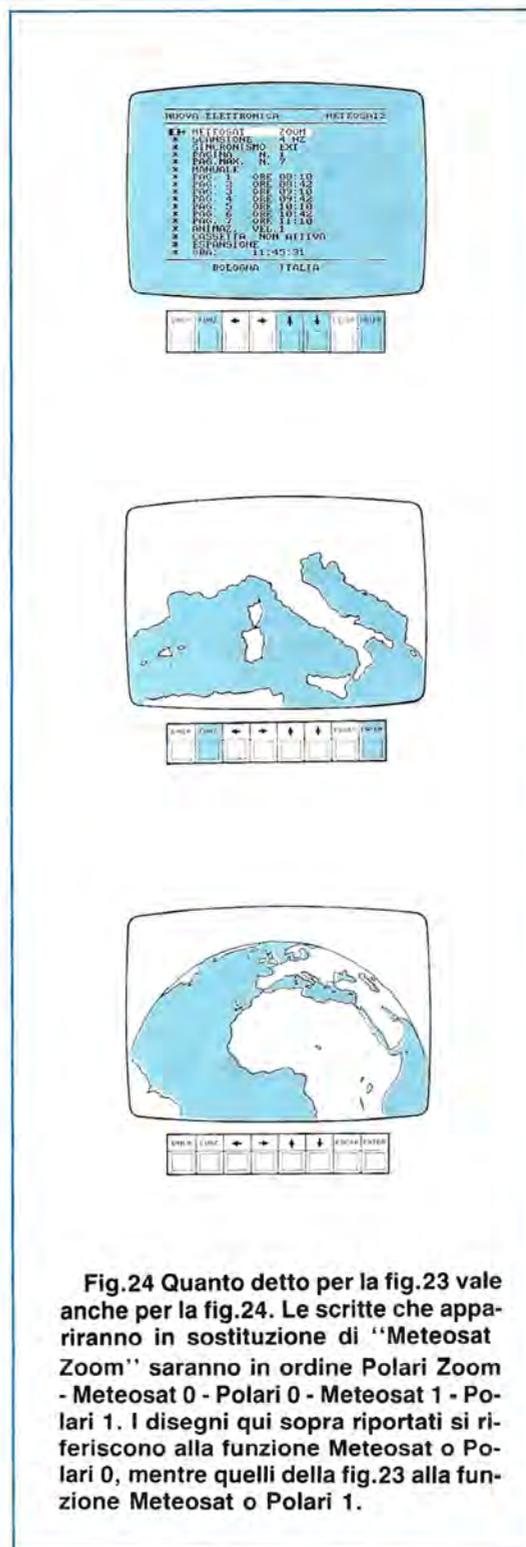 NUOVA ELETTRONICA METEOSAT2
METEOSAT ZOOM
* SCANSIONE 4 HZ
* SINCRONISMO EXT
* PAGINA N. 1
* PAG.MAX. N. 7
* MANUALE
* PAG. 1 ORE 08:10
* PAG. 2 ORE 08:42
* PAG. 3 ORE 09:10
* PAG. 4 ORE 09:42
* PAG. 5 ORE 10:10
* PAG. 6 ORE 10:42
* PAG. 7 ORE 11:10
* ANIMAZ. VEL.1
* CASSETTA NON ATTIVA
* ESPANSIONE
* ORA: 11:45:31
BOLOGNA ITALIA
FUNZ. ← → ↑ ↓ ENTER
FUNZ. ← → ↑ ↓ ENTER
FUNZ. ← → ↑ ↓ ENTER
Fig.24 Quanto detto per la fig.23 vale
anche per la fig.24. Le scritte che appa-
riranno in sostituzione di "Meteosat
Zoom" saranno in ordine Polari Zoom
- Meteosat 0 - Polari 0 - Meteosat 1 - Po-
lari 1. I disegni qui sopra riportati si ri-
feriscono alla funzione Meteosat o Po-
lari 0, mentre quelli della fig.23 alla fun-
zione Meteosat o Polari 1.